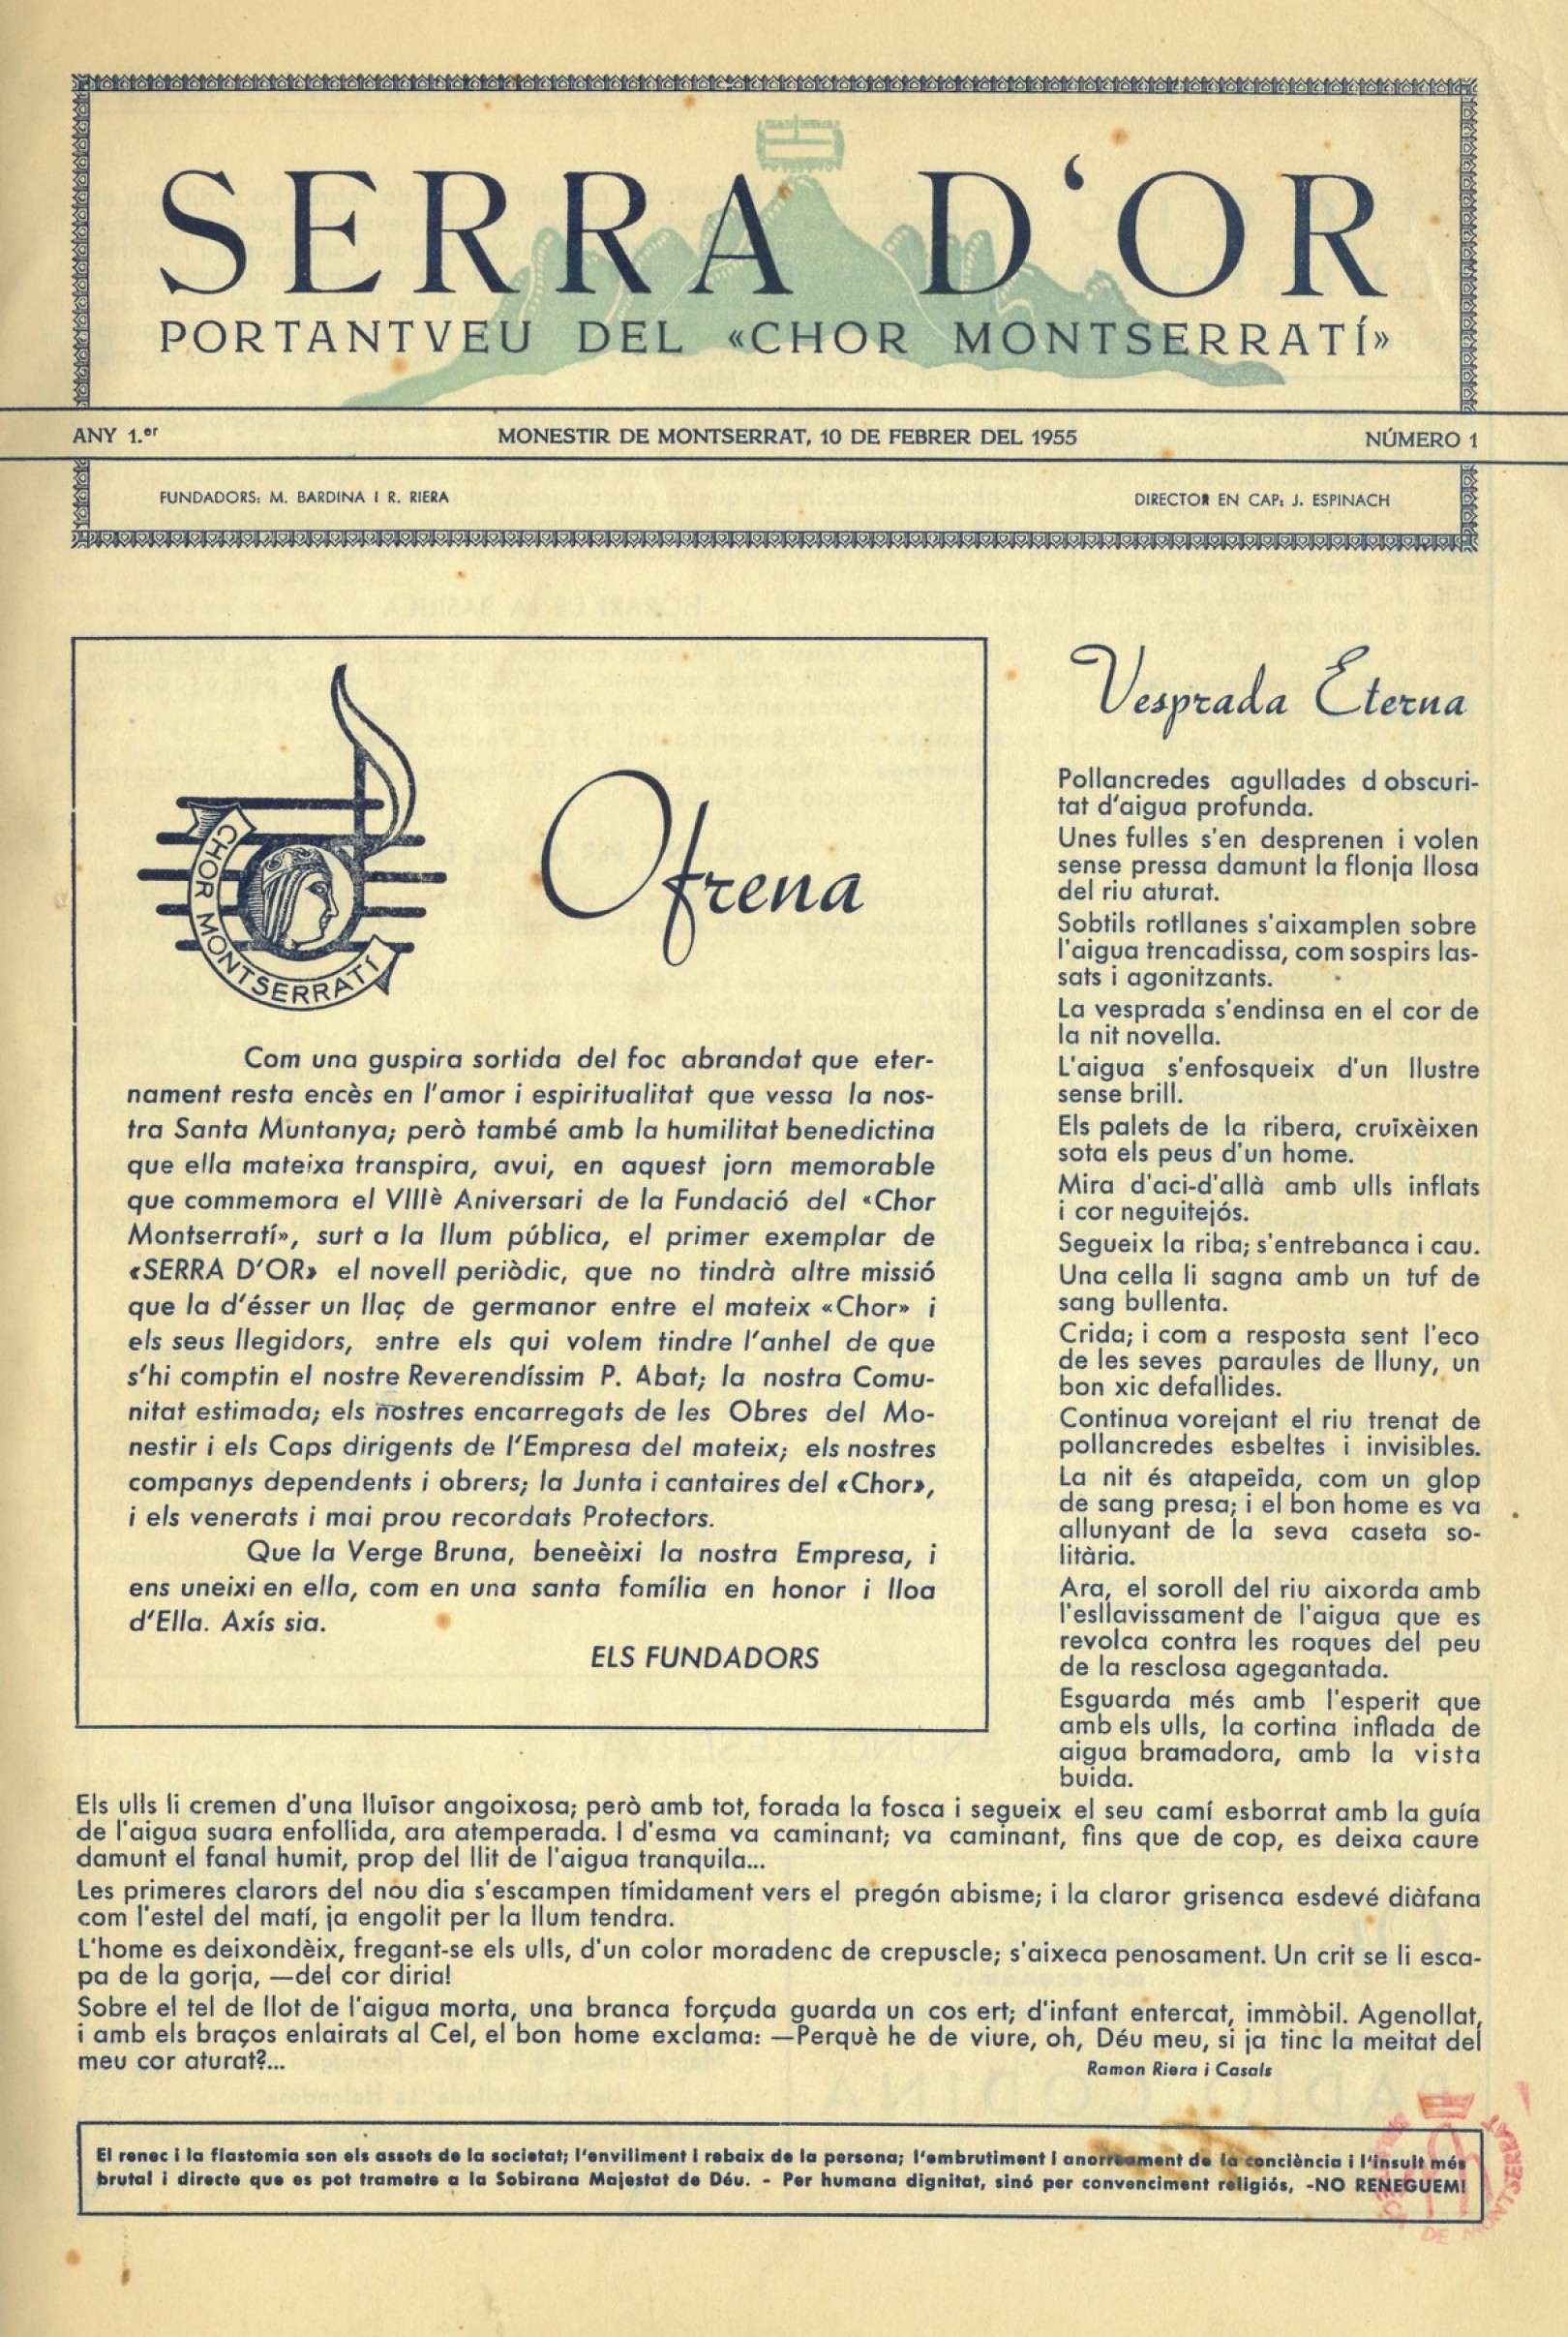 SERRA D'OR
PORTANTVEU DEL «CHOR MONTSERRATÍ»
ANY 1.er
MONESTIR DE MONTSERRAT, 10 DE FEBRER DEL 1955
NÚMERO 1
FUNDADORS: M. BARDINA I R. RIERA
DIRECTOR EN CAP: J. ESPINACH
CHOR MONTSERRATÍ
Ofrena
Com una guspira sortida del foc abrandat que eter-
nament resta encès en l'amor i espiritualitat que vessa la nos-
tra Santa Muntanya; però també amb la humilitat benedictina
que ella mateixa transpira, avui, en aquest jorn memorable
que commemora el VIIIè Aniversari de la Fundació del «Chor
Montserratí», surt a la llum pública, el primer exemplar de
«SERRA D'OR» el novell periòdic, que no tindrà altre missió
que la d'ésser un llaç de germanor entre el mateix «Chor» i
els seus llegidors, entre els qui volem tindre l'anhel de que
s'hi comptin el nostre Reverendíssim P. Abat; la nostra Comu-
nitat estimada; els nostres encarregats de les Obres del Mo-
nestir i els Caps dirigents de l'Empresa del mateix; els nostres
companys dependents i obrers; la Junta i cantaires del «Chor»,
i els venerats i mai prou recordats Protectors.
Que la Verge Bruna, beneèixi la nostra Empresa, i
ens uneixi en ella, com en una santa família en honor i lloa
d'Ella. Axís sia.
ELS FUNDADORS
Vesprada Eterna
Pollancredes agullades d obscuri-
tat d'aigua profunda.
Unes fulles s'en desprenen i volen
sense pressa damunt la flonja llosa
del riu aturat.
Sobtils rotllanes s'aixamplen sobre
l'aigua trencadissa, com sospirs las-
sats i agonitzants.
La vesprada s'endinsa en el cor de
la nit novella.
L'aigua s'enfosqueix d'un llustre
sense brill.
Els palets de la ribera, cruïxèixen
sota els peus d'un home.
Mira d'aci-d'allà amb ulls inflats
i cor neguitejós.
Segueix la riba; s'entrebanca i cau.
Una cella li sagna amb un tuf de
sang bullenta.
Crida; i com a resposta sent l'eco
de les seves paraules de lluny, un
bon xic defallides.
Continua vorejant el riu trenat de
pollancredes esbeltes i invisibles.
La nit és atapeïda, com un glop
de sang presa; i el bon home es va
allunyant de la seva caseta so-
litària.
Ara, el soroll del riu aixorda amb
l'esllavissament de l'aigua que es
revolca contra les roques del peu
de la resclosa agegantada.
Esguarda més amb l'esperit que
amb els ulls, la cortina inflada de
aigua bramadora, amb la vista
buida.
Els ulls li cremen d'una lluïsor angoixosa; però amb tot, forada la fosca i segueix el seu camí esborrat amb la guía
de l'aigua suara enfollida, ara atemperada. I d'esma va caminant; va caminant, fins que de cop, es deixa caure
damunt el fanal humit, prop del llit de l'aigua tranquila...
Les primeres clarors del nou dia s'escampen tímidament vers el pregón abisme; i la claror grisenca esdevé diàfana
com l'estel del matí, ja engolit per la llum tendra.
L'home es deixondèix, fregant-se els ulls, d'un color moradenc de crepuscle; s'aixeca penosament. Un crit se li esca-
pa de la gorja, —del cor diria!
Sobre el tel de llot de l'aigua morta, una branca forçuda guarda un cos ert; d'infant entercat, immòbil. Agenollat,
i amb els braços enlairats al Cel, el bon home exclama: —Perquè he de viure, oh, Déu meu, si ja tinc la meitat del
meu cor aturat?...
Ramon Riera i Casals
El renec i la flastomia son els assots de la societat; l'enviliment i rebaix de la persona; l'embrutiment i anorreament de la conciència i l'insult més
brutal i directe que es pot trametre a la Sobirana Majestat de Déu. - Per humana dignitat, sinó per convenciment religiós, -NO RENEGUEM!
DE MONTSERRAT